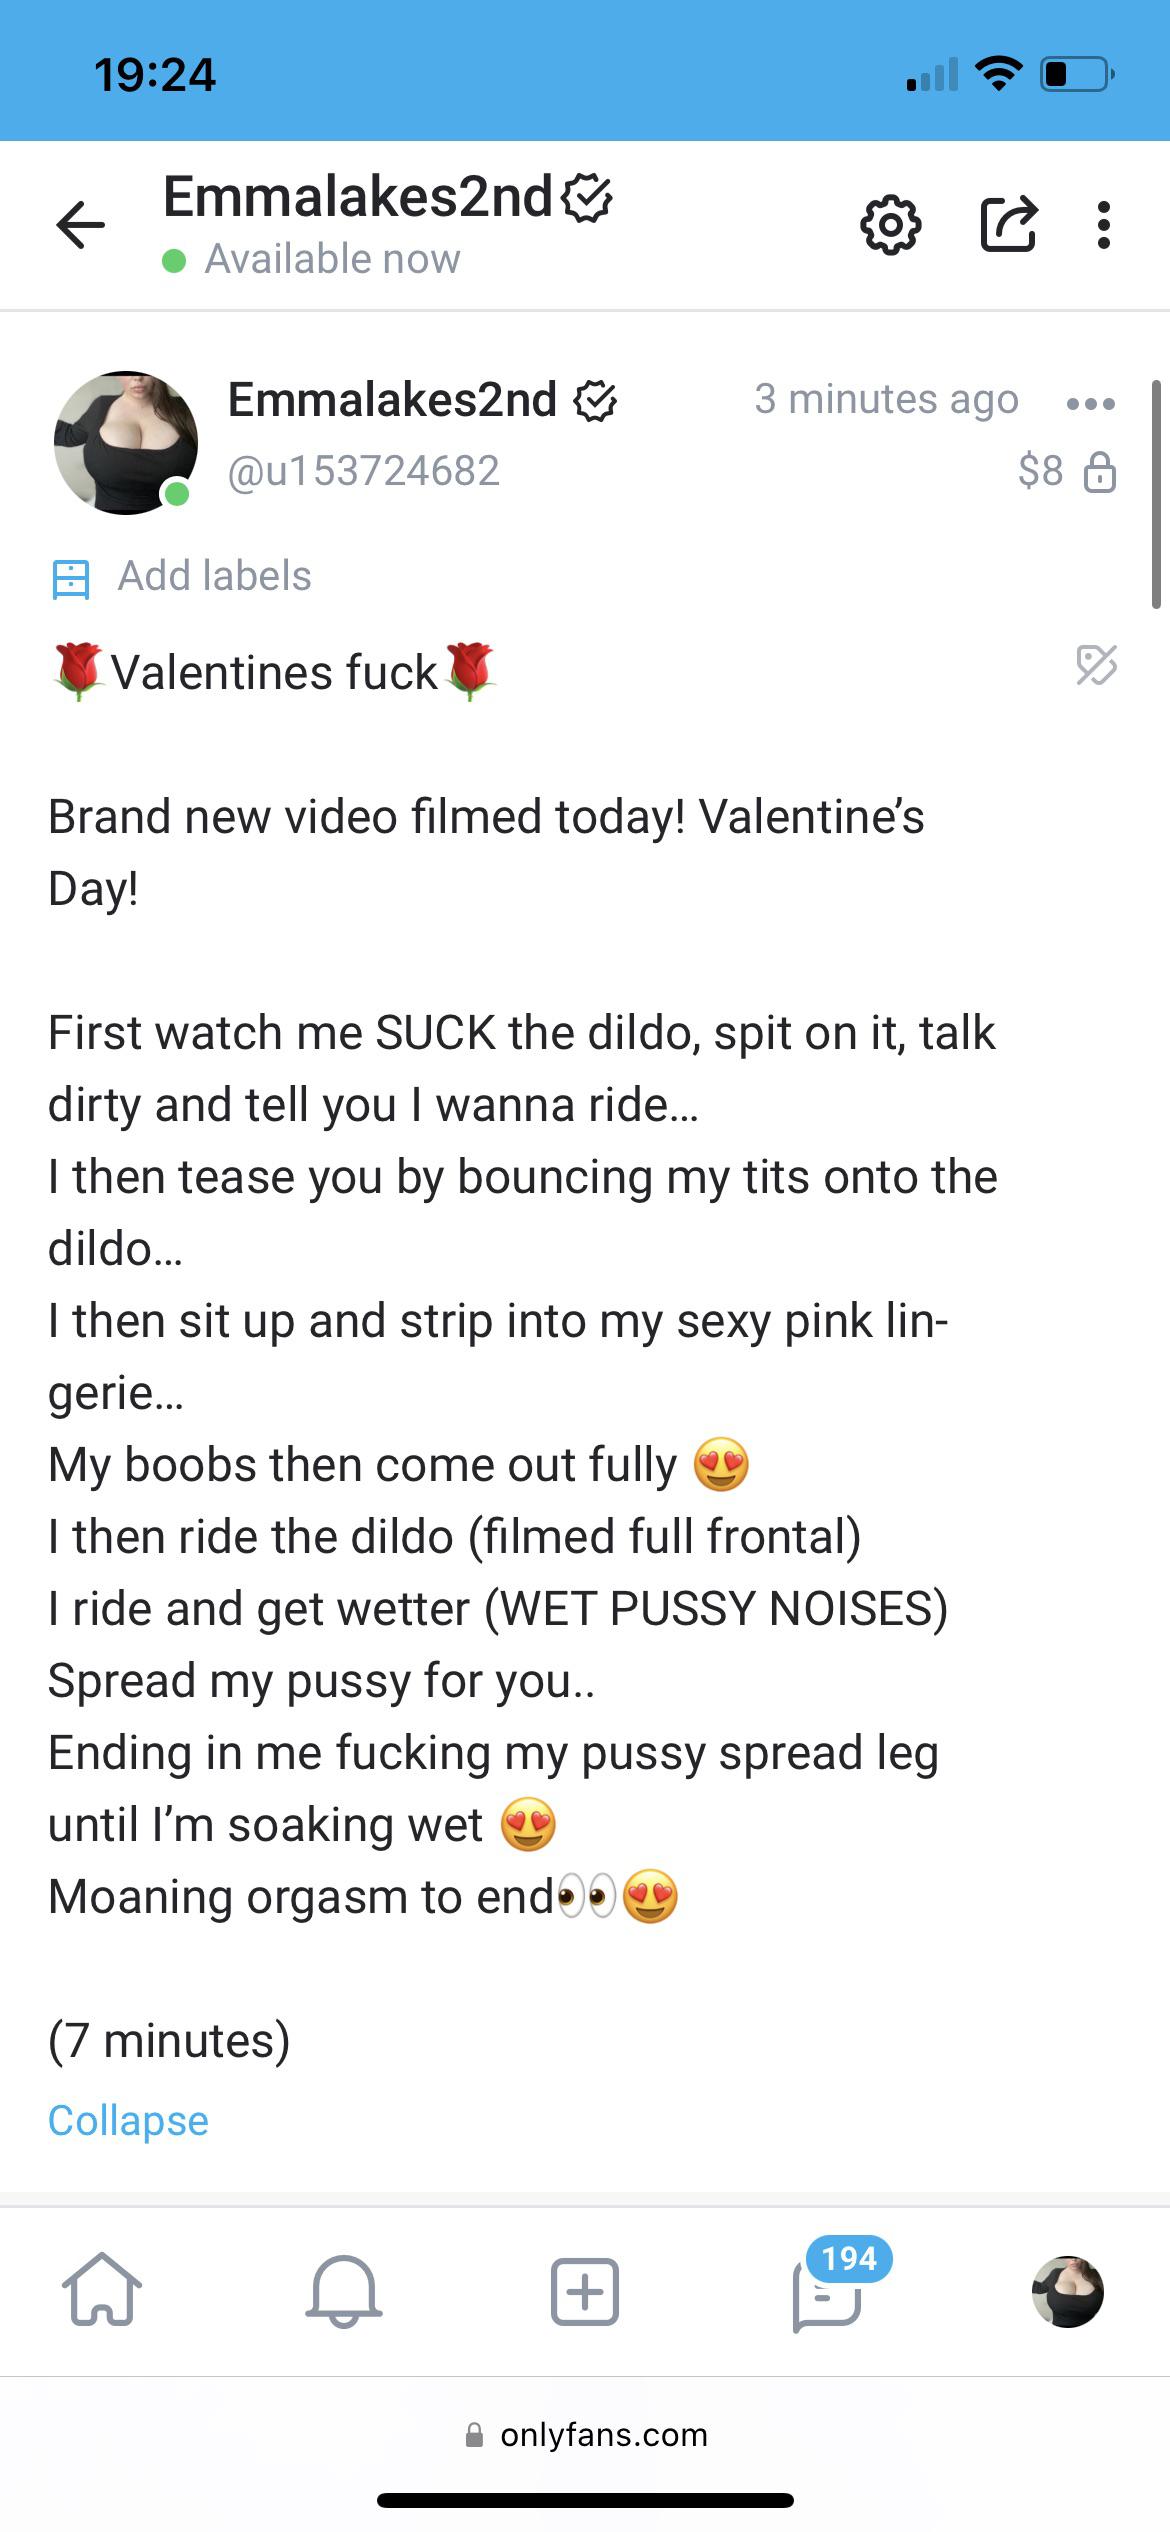 19:24
Emmalakes2nd
Available now
Emmalakes2nd
3 minutes ago
@u153724682
$8
Add labels
🌹Valentines fuck🌹
Brand new video filmed today! Valentine’s
Day!
First watch me SUCK the dildo, spit on it, talk
dirty and tell you I wanna ride…
I then tease you by bouncing my tits onto the
dildo…
I then sit up and strip into my sexy pink lin-
gerie…
My boobs then come out fully 😍
I then ride the dildo (filmed full frontal)
I ride and get wetter (WET PUSSY NOISES)
Spread my pussy for you..
Ending in me fucking my pussy spread leg
until I’m soaking wet 😍
Moaning orgasm to end👀😍
(7 minutes)
Collapse
194
onlyfans.com